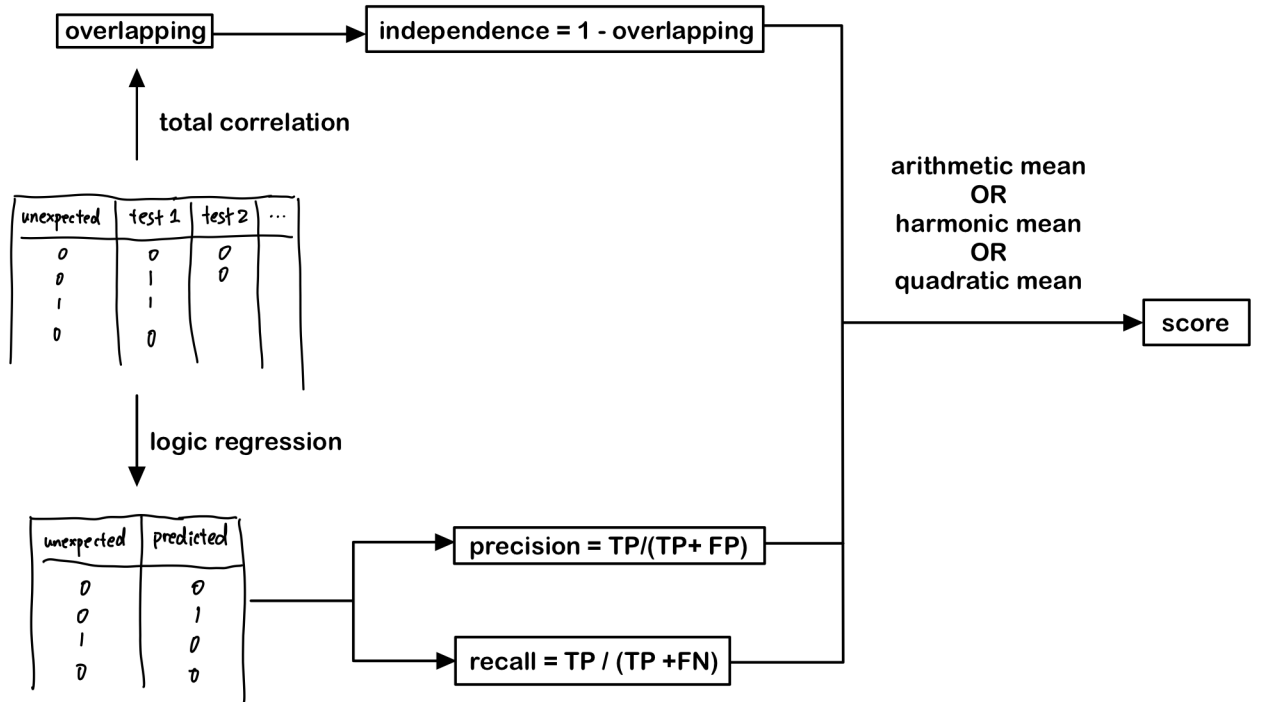 overlapping
independence = 1 - overlapping
total correlation
arithmetic mean
OR
harmonic mean
OR
quadratic mean
unexpected test 1 test 2 ...
0 0 0
0 1 0
1 1
0 0
score
logic regression
unexpected predicted
0 0
0 1
1 0
0 0
precision = TP/(TP+ FP)
recall = TP / (TP +FN)